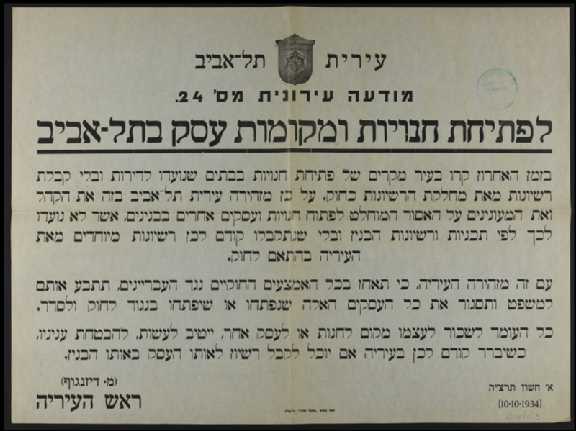 עירית תל־אביב
מודעה עירונית מס' 24.
לפתיחת חנויות ומקומות עסק בתל-אביב
בזמן האחרון קרו בעיר מקרים של פתיחת חנויות בבתים שנועדו לדירות ובלי קבלת
רשיונות מאת מחלקת הרשיונות כחוק. על כן מזהירה עירית תל־אביב בזה את הקהל
ואת המעונינים על האסור המוחלט לפתוח חנויות ועסקים אחרים בבנינים, אשר לא נועדו
לכך לפי תכניות ורשיונות הבנין ובלי שנתקבלו קודם לכן רשיונות מיוחדים מאת
העיריה בהתאם לחוק.
עם זה מזהירה העיריה, כי תאחז בכל האמצעים החוקיים נגד העבריינים, תתבע אותם
למשפט ותסגור את כל העסקים האלה שנפתחו או שיפתחו בנגוד לחוק ולסדר.
כל העומד לשכור לעצמו מקום לחנות או לעסק אחר, ייטיב לעשות, להבטחת עניניו,
כשיברר קודם לכן בעיריה אם יוכל לקבל רשיון לאותו העסק באותו הבנין.
(מ. דיזנגוף)
ראש העיריה
א' חשון תרצ"ה
(10-10-1934)